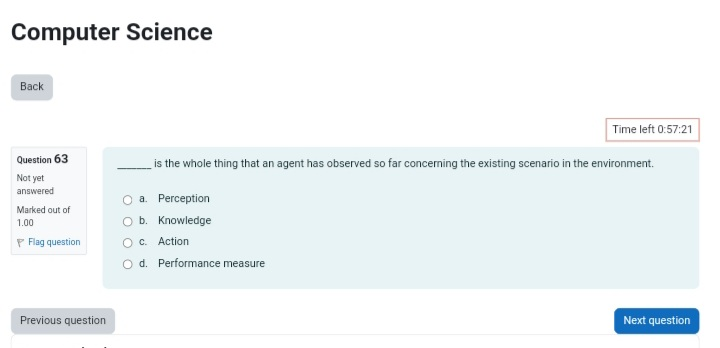 Computer Science
Back
Time left 0:57:21
Question 63
Not yet
answered
Marked out of
1.00
Flag question
_______ is the whole thing that an agent has observed so far concerning the existing scenario in the environment.
a. Perception
b. Knowledge
c. Action
d. Performance measure
Previous question
Next question